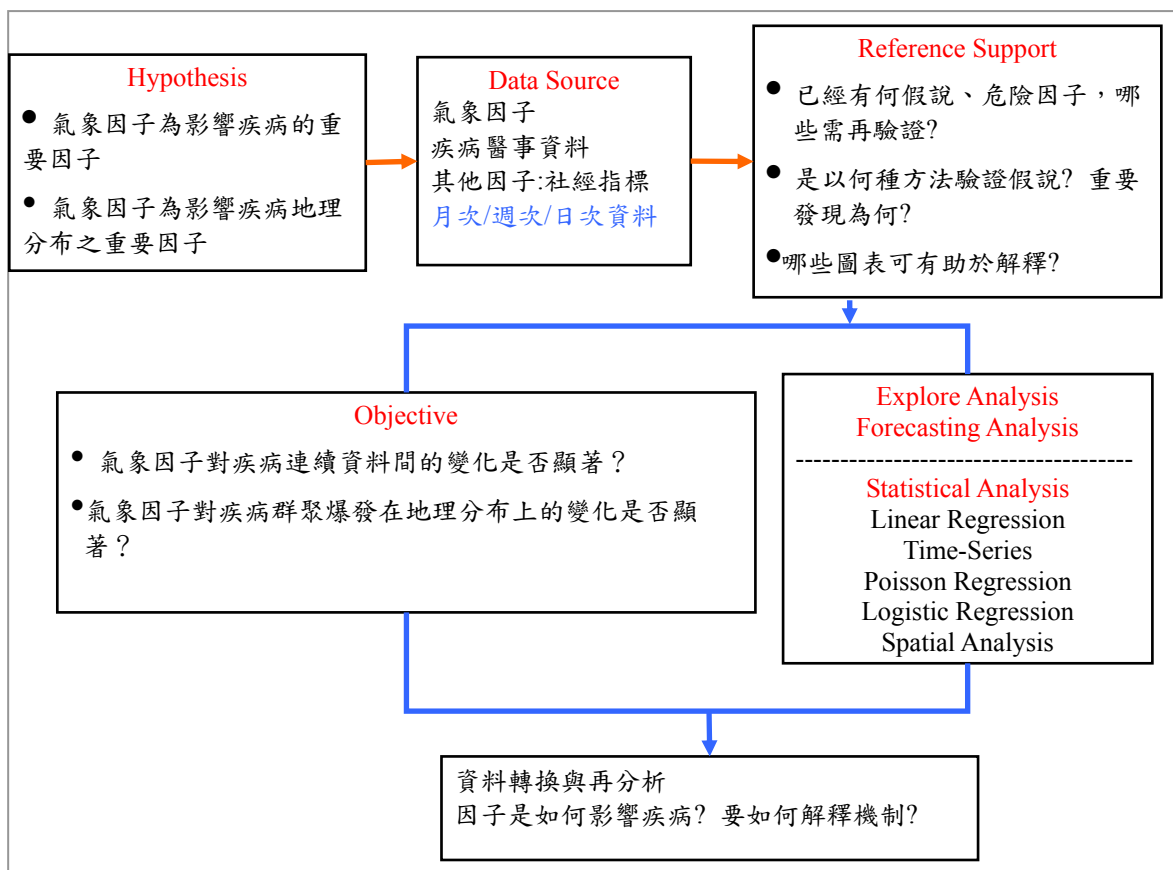 Hypothesis
● 氣象因子為影響疾病的重
要因子
● 氣象因子為影響疾病地理
分布之重要因子
Data Source
氣象因子
疾病醫事資料
其他因子:社經指標
月次/週次/日次資料
Reference Support
● 已經有何假說、危險因子，哪
些需再驗證?
● 是以何種方法驗證假說? 重要
發現為何?
●哪些圖表可有助於解釋?
Objective
● 氣象因子對疾病連續資料間的變化是否顯著？
●氣象因子對疾病群聚爆發在地理分布上的變化是否顯
著？
Explore Analysis
Forecasting Analysis
--------------------------------------
Statistical Analysis
Linear Regression
Time-Series
Poisson Regression
Logistic Regression
Spatial Analysis
資料轉換與再分析
因子是如何影響疾病? 要如何解釋機制?